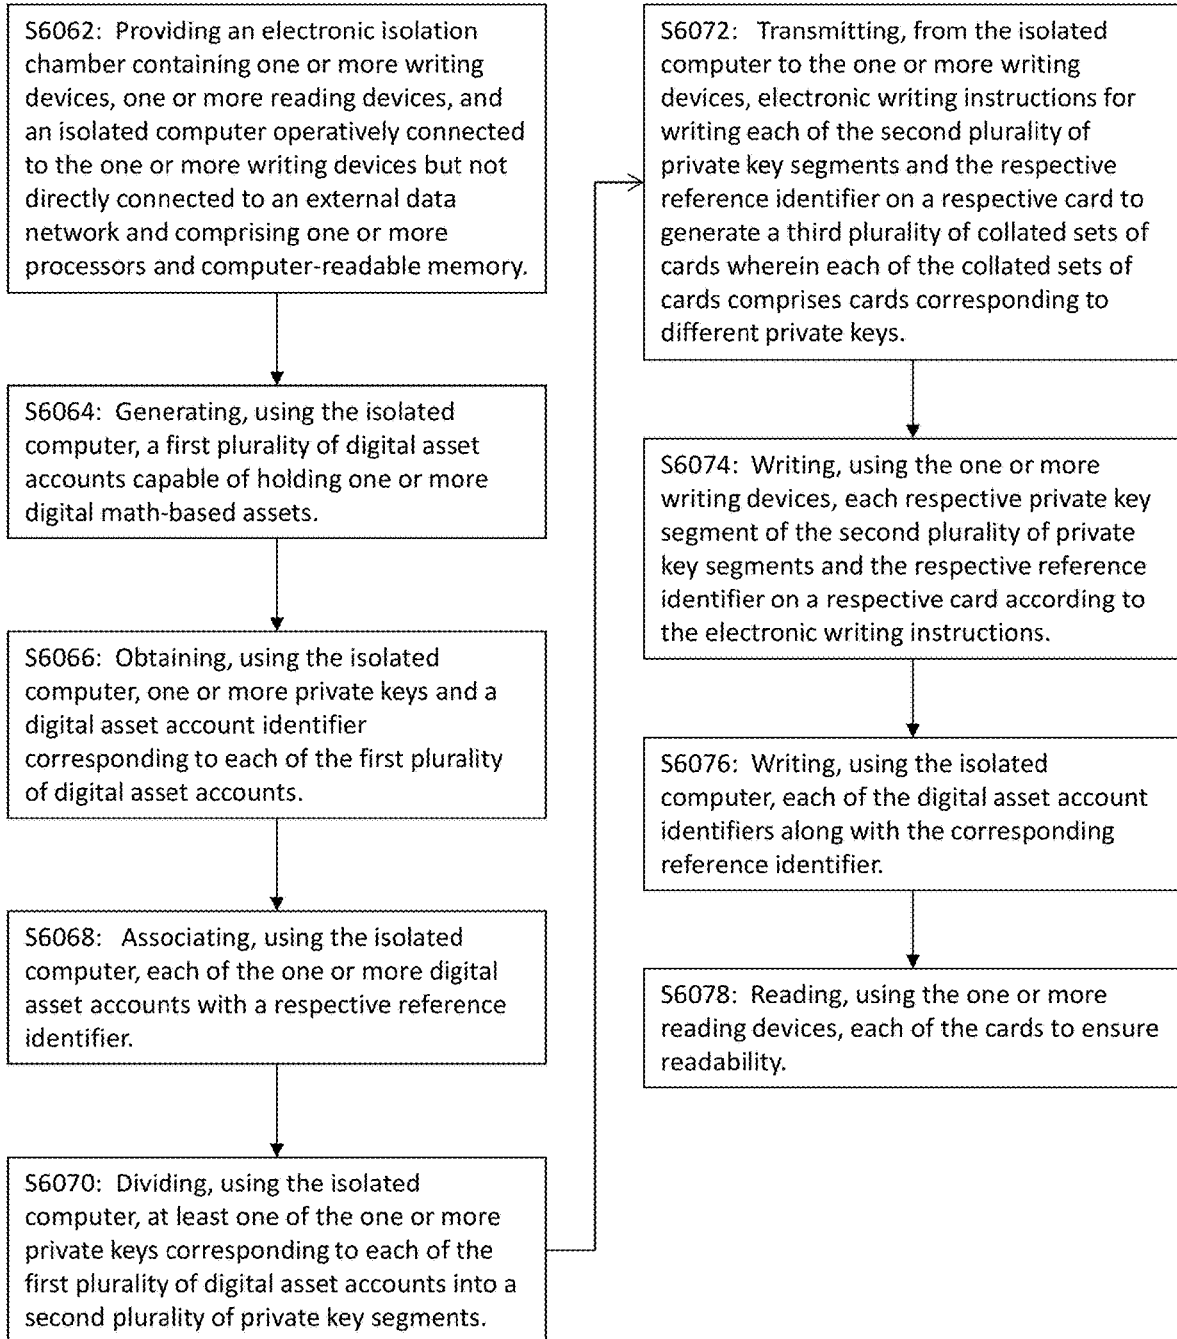 S6062: Providing an electronic isolation
chamber containing one or more writing
devices, one or more reading devices, and
an isolated computer operatively connected
to the one or more writing devices but not
directly connected to an external data
network and comprising one or more
processors and computer-readable memory.
S6064: Generating, using the isolated
computer, a first plurality of digital asset
accounts capable of holding one or more
digital math-based assets.
S6066: Obtaining, using the isolated
computer, one or more private keys and a
digital asset account identifier
corresponding to each of the first plurality
of digital asset accounts.
S6068: Associating, using the isolated
computer, each of the one or more digital
asset accounts with a respective reference
identifier.
S6070: Dividing, using the isolated
computer, at least one of the one or more
private keys corresponding to each of the
first plurality of digital asset accounts into a
second plurality of private key segments.
S6072: Transmitting, from the isolated
computer to the one or more writing
devices, electronic writing instructions for
writing each of the second plurality of
private key segments and the respective
reference identifier on a respective card to
generate a third plurality of collated sets of
cards wherein each of the collated sets of
cards comprises cards corresponding to
different private keys.
S6074: Writing, using the one or more
writing devices, each respective private key
segment of the second plurality of private
key segments and the respective reference
identifier on a respective card according to
the electronic writing instructions.
S6076: Writing, using the isolated
computer, each of the digital asset account
identifiers along with the corresponding
reference identifier.
S6078: Reading, using the one or more
reading devices, each of the cards to ensure
readability.